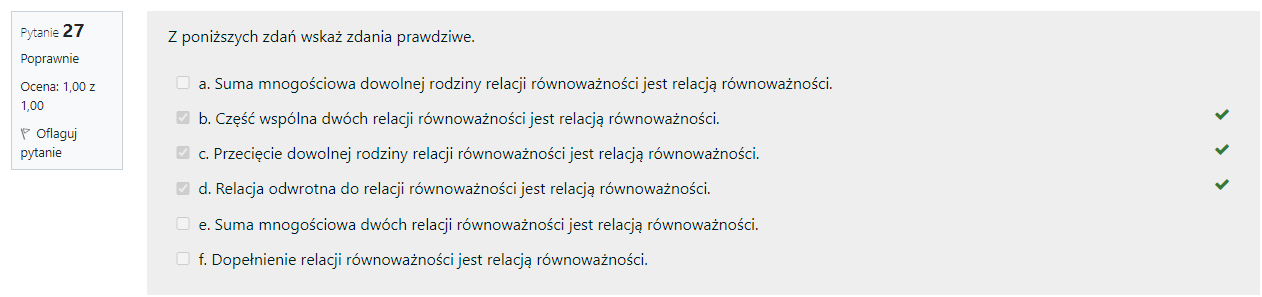 Pytanie 27
Poprawnie
Ocena: 1,00 z
1,00
Oflaguj
pytanie
Z poniższych zdań wskaż zdania prawdziwe.
a. Suma mnogościowa dowolnej rodziny relacji równoważności jest relacją równoważności.
b. Część wspólna dwóch relacji równoważności jest relacją równoważności.
c. Przecięcie dowolnej rodziny relacji równoważności jest relacją równoważności.
d. Relacja odwrotna do relacji równoważności jest relacją równoważności.
e. Suma mnogościowa dwóch relacji równoważności jest relacją równoważności.
f. Dopełnienie relacji równoważności jest relacją równoważności.